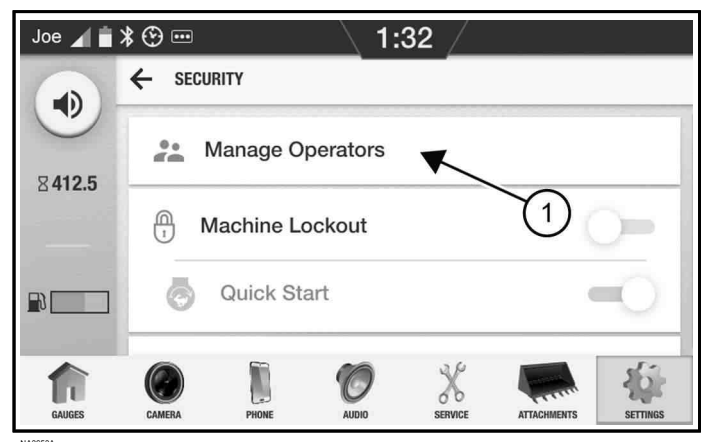 Joe
1:32
SECURITY
Manage Operators
412.5
1
Machine Lockout
Quick Start
GAUGES
CAMERA
PHONE
AUDIO
SERVICE
ATTACHMENTS
SETTINGS